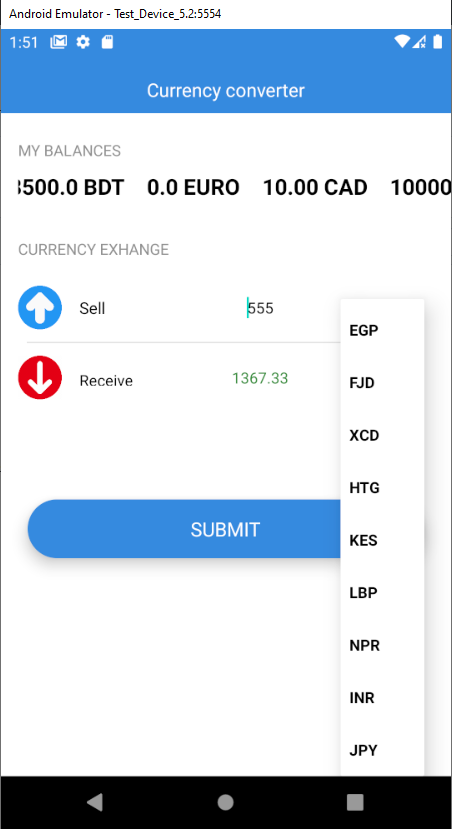 Android Emulator - Test_Device_5.2:5554
1:51
Currency converter
MY BALANCES
3500.0 BDT 0.0 EURO 10.00 CAD 10000
CURRENCY EXHANGE
Sell 555
Receive 1367.33
SUBMIT
EGP
FJD
XCD
HTG
KES
LBP
NPR
INR
JPY